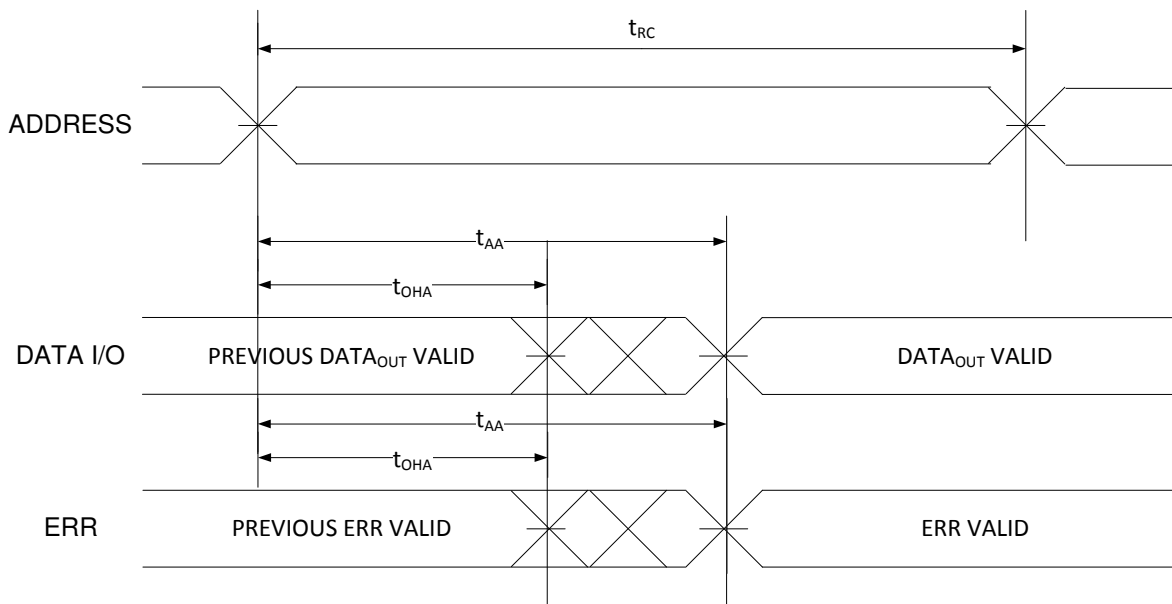 tRC
ADDRESS
tAA
tOHA
DATA I/O
PREVIOUS DATAOUT VALID
DATAOUT VALID
tAA
tOHA
ERR
PREVIOUS ERR VALID
ERR VALID